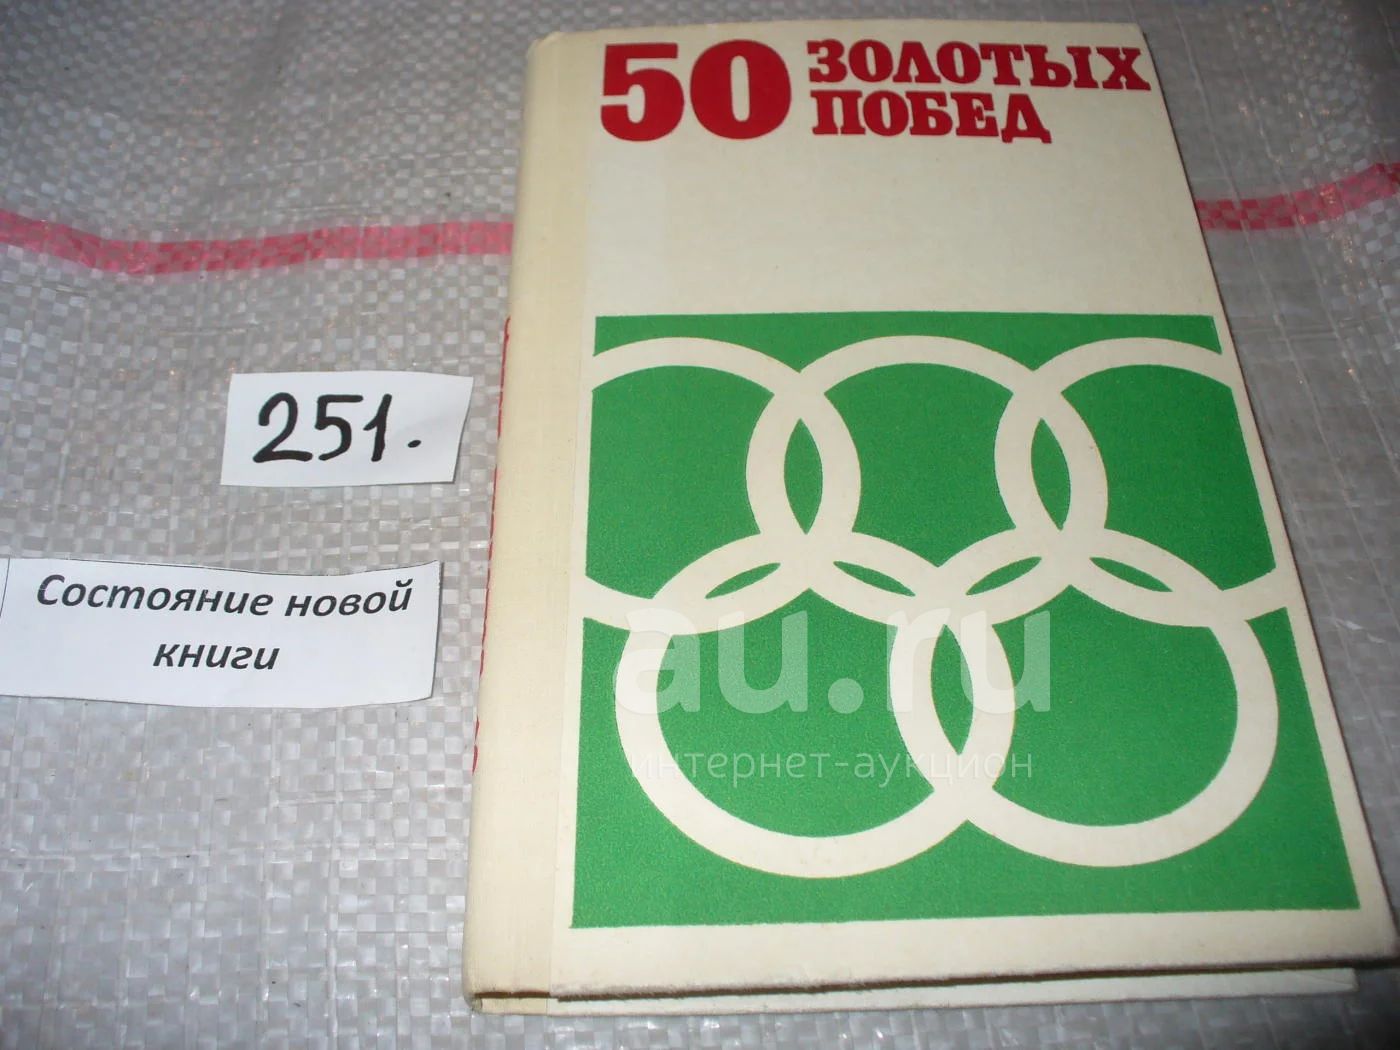 50 ЗОЛОТЫХ
ПОБЕД
251.
Состояние новой
книги
au.ru
интернет-аукцион